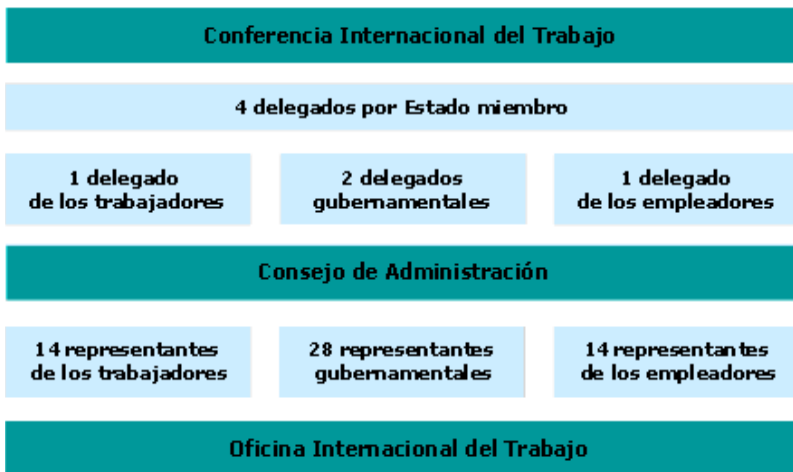 Conferencia Internacional del Trabajo
4 delegados por Estado miembro
1 delegado
de los trabajadores
2 delegados
gubernamentales
1 delegado
de los empleadores
Consejo de Administración
14 representantes
de los trabajadores
28 representantes
gubernamentales
14 representantes
de los empleadores
Oficina Internacional del Trabajo